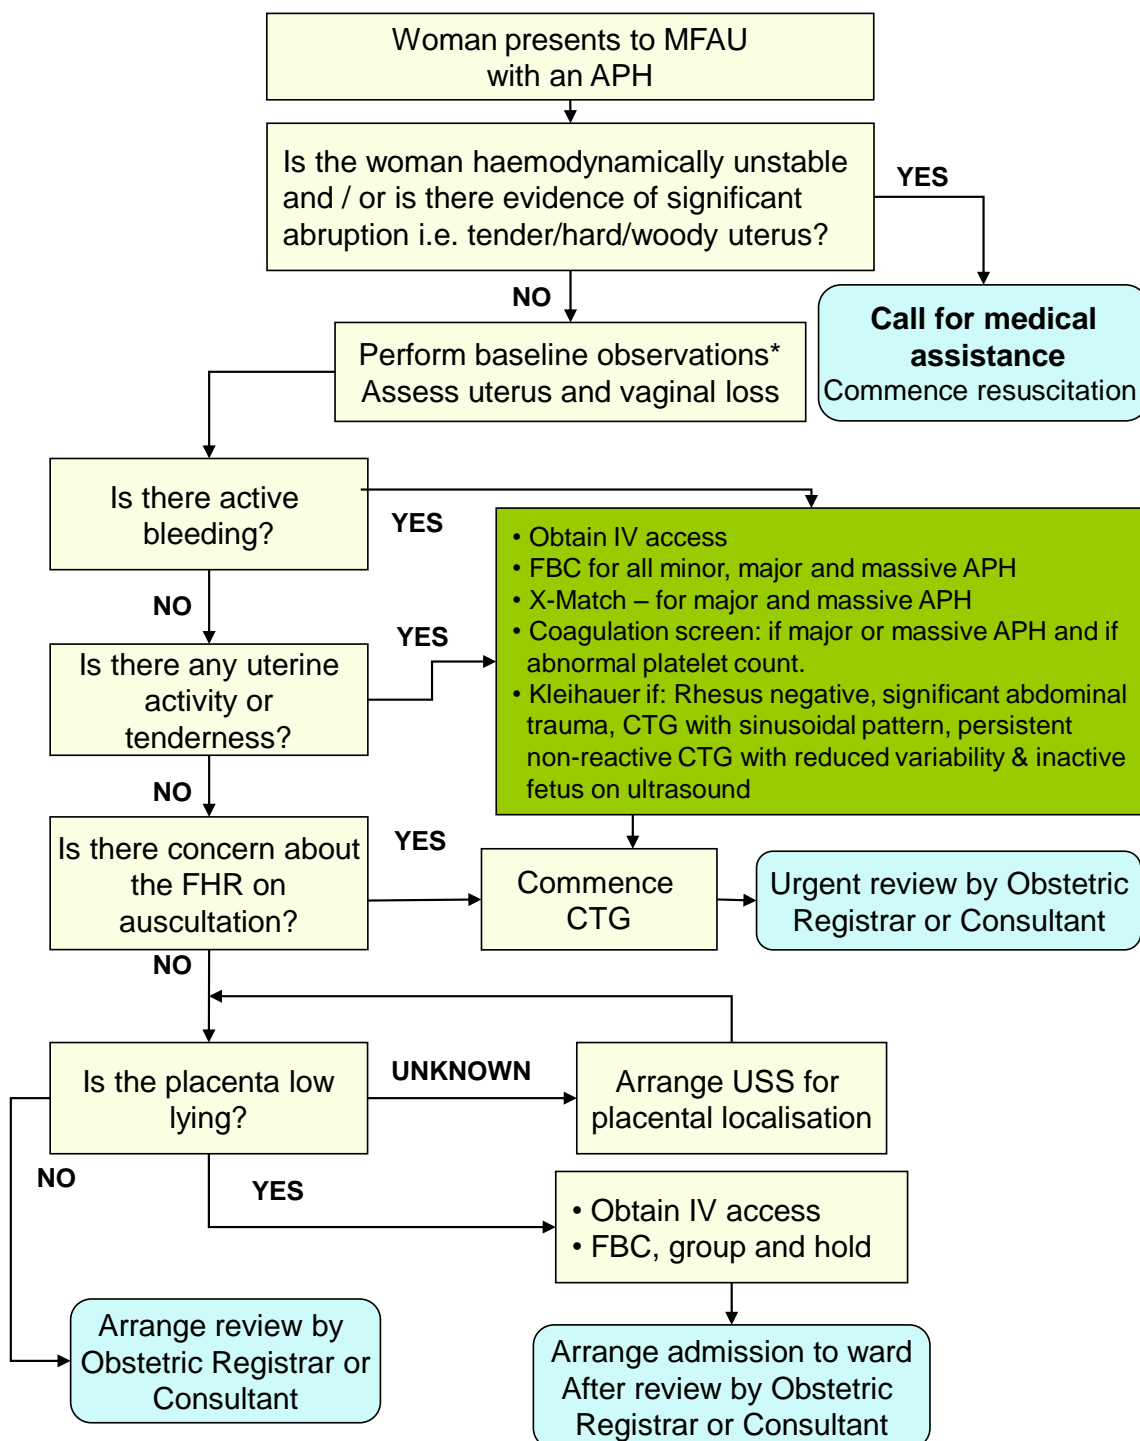 Woman presents to MFAU
with an APH
Is the woman haemodynamically unstable
and / or is there evidence of significant
abruption i.e. tender/hard/woody uterus?
YES
NO
Call for medical
assistance
Commence resuscitation
Perform baseline observations*
Assess uterus and vaginal loss
Is there active
bleeding?
YES
NO
• Obtain IV access
• FBC for all minor, major and massive APH
• X-Match – for major and massive APH
• Coagulation screen: if major or massive APH and if
abnormal platelet count.
• Kleihauer if: Rhesus negative, significant abdominal
trauma, CTG with sinusoidal pattern, persistent
non-reactive CTG with reduced variability & inactive
fetus on ultrasound
YES
Is there any uterine
activity or
tenderness?
NO
Is there concern about
the FHR on
auscultation?
YES
NO
Commence
CTG
Urgent review by Obstetric
Registrar or Consultant
Is the placenta low
lying?
UNKNOWN
Arrange USS for
placental localisation
NO
YES
• Obtain IV access
• FBC, group and hold
Arrange review by
Obstetric Registrar or
Consultant
Arrange admission to ward
After review by Obstetric
Registrar or Consultant